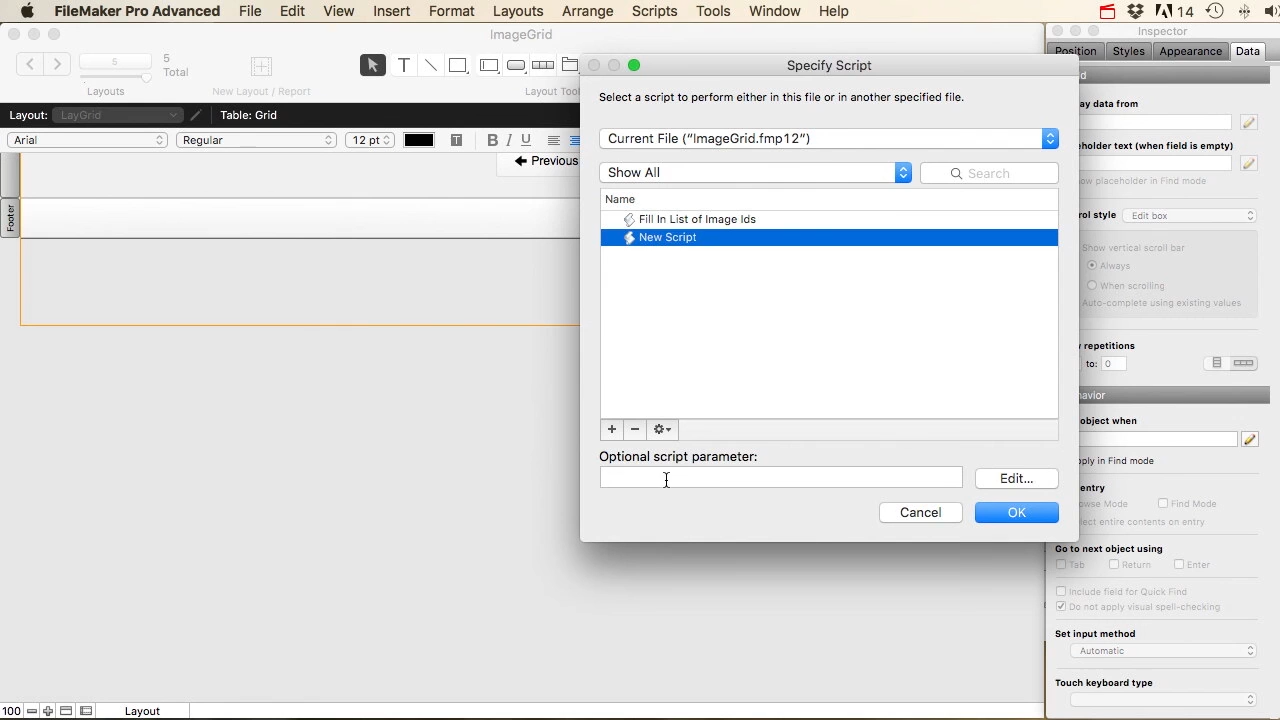 FileMaker Pro Advanced File Edit View Insert Format Layouts Arrange Scripts Tools Window Help 14
ImageGrid
Inspector
5
5
Total
Layouts
New Layout / Report
Layout Tool
Position Styles Appearance Data
Layout: LayGrid Table: Grid
Arial Regular 12 pt B I U
Previous
Footer
Specify Script
Select a script to perform either in this file or in another specified file.
Current File ("ImageGrid.fmp12")
Show All
Search
Name
Fill In List of Image Ids
New Script
Optional script parameter:
Edit...
Cancel
OK
ay data from
eholder text (when field is empty)
ow placeholder in Find mode
rol style Edit box
Show vertical scroll bar
Always
When scrolling
Auto-complete using existing values
repetitions
to: 0
avior
object when
ply in Find mode
entry
wse Mode Find Mode
lect entire contents on entry
Go to next object using
Tab Return Enter
Include field for Quick Find
Do not apply visual spell-checking
Set input method
Automatic
Touch keyboard type
100 Layout